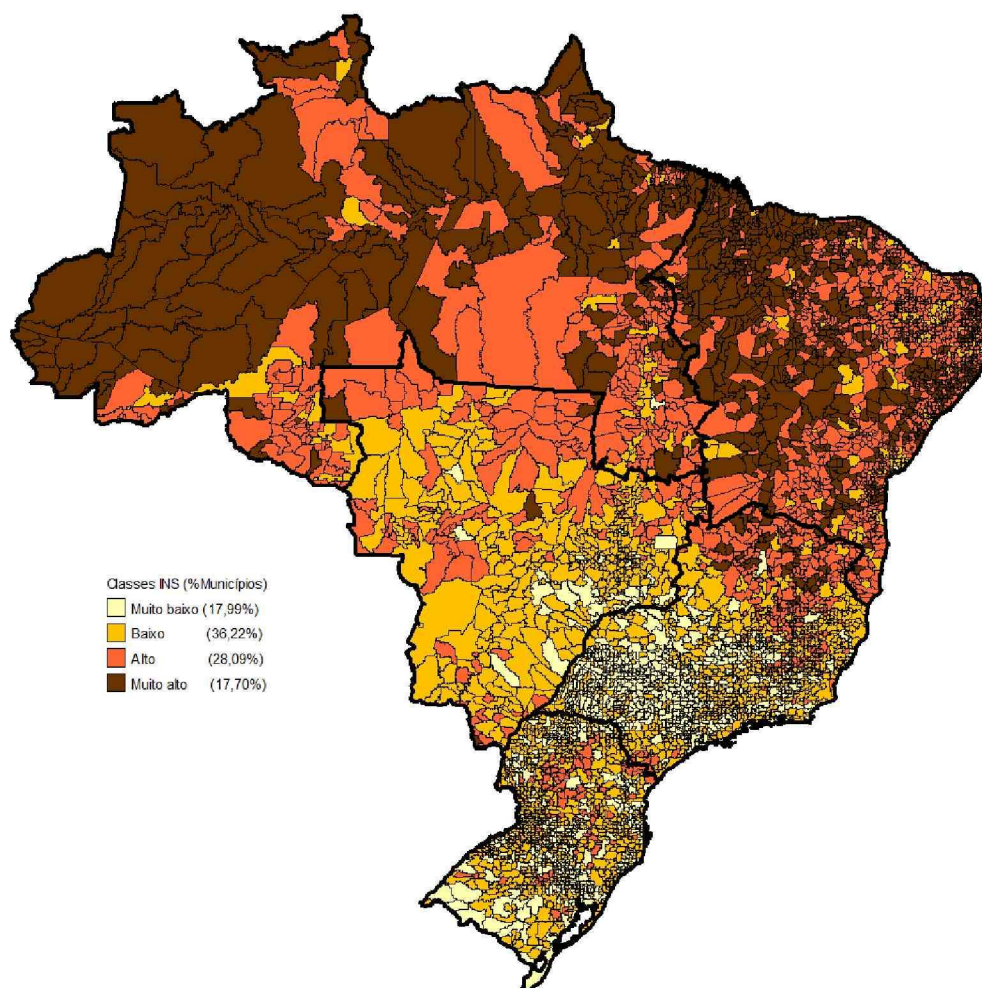 Classes INS (%Municípios)
Muito baixo (17,99%)
Baixo (36,22%)
Alto (28,09%)
Muito alto (17,70%)